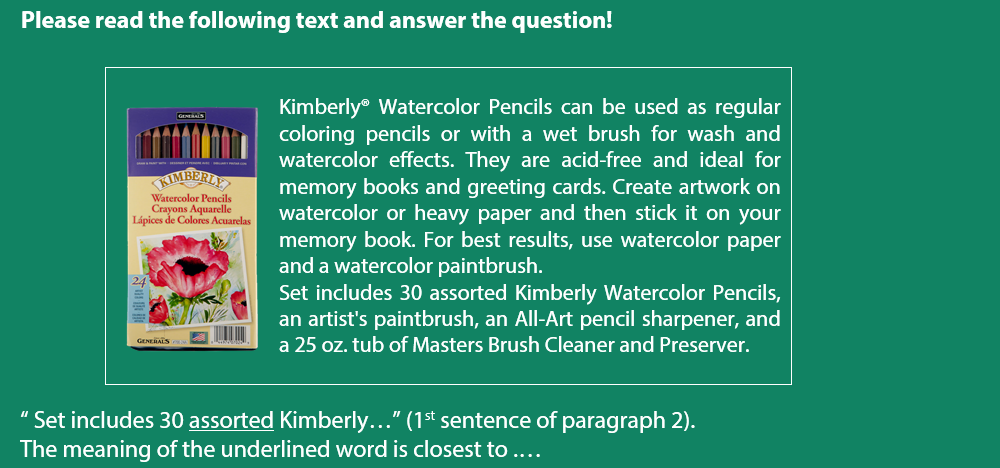 Please read the following text and answer the question!
GENERAL'S
KIMBERLY
Watercolor Pencils
Crayons Aquarelle
Lápices de Colores Acuarelas
24
GENERAL'S
Kimberly® Watercolor Pencils can be used as regular
coloring pencils or with a wet brush for wash and
watercolor effects. They are acid-free and ideal for
memory books and greeting cards. Create artwork on
watercolor or heavy paper and then stick it on your
memory book. For best results, use watercolor paper
and a watercolor paintbrush.
Set includes 30 assorted Kimberly Watercolor Pencils,
an artist's paintbrush, an All-Art pencil sharpener, and
a 25 oz. tub of Masters Brush Cleaner and Preserver.
“ Set includes 30 assorted Kimberly…” (1st sentence of paragraph 2).
The meaning of the underlined word is closest to ….